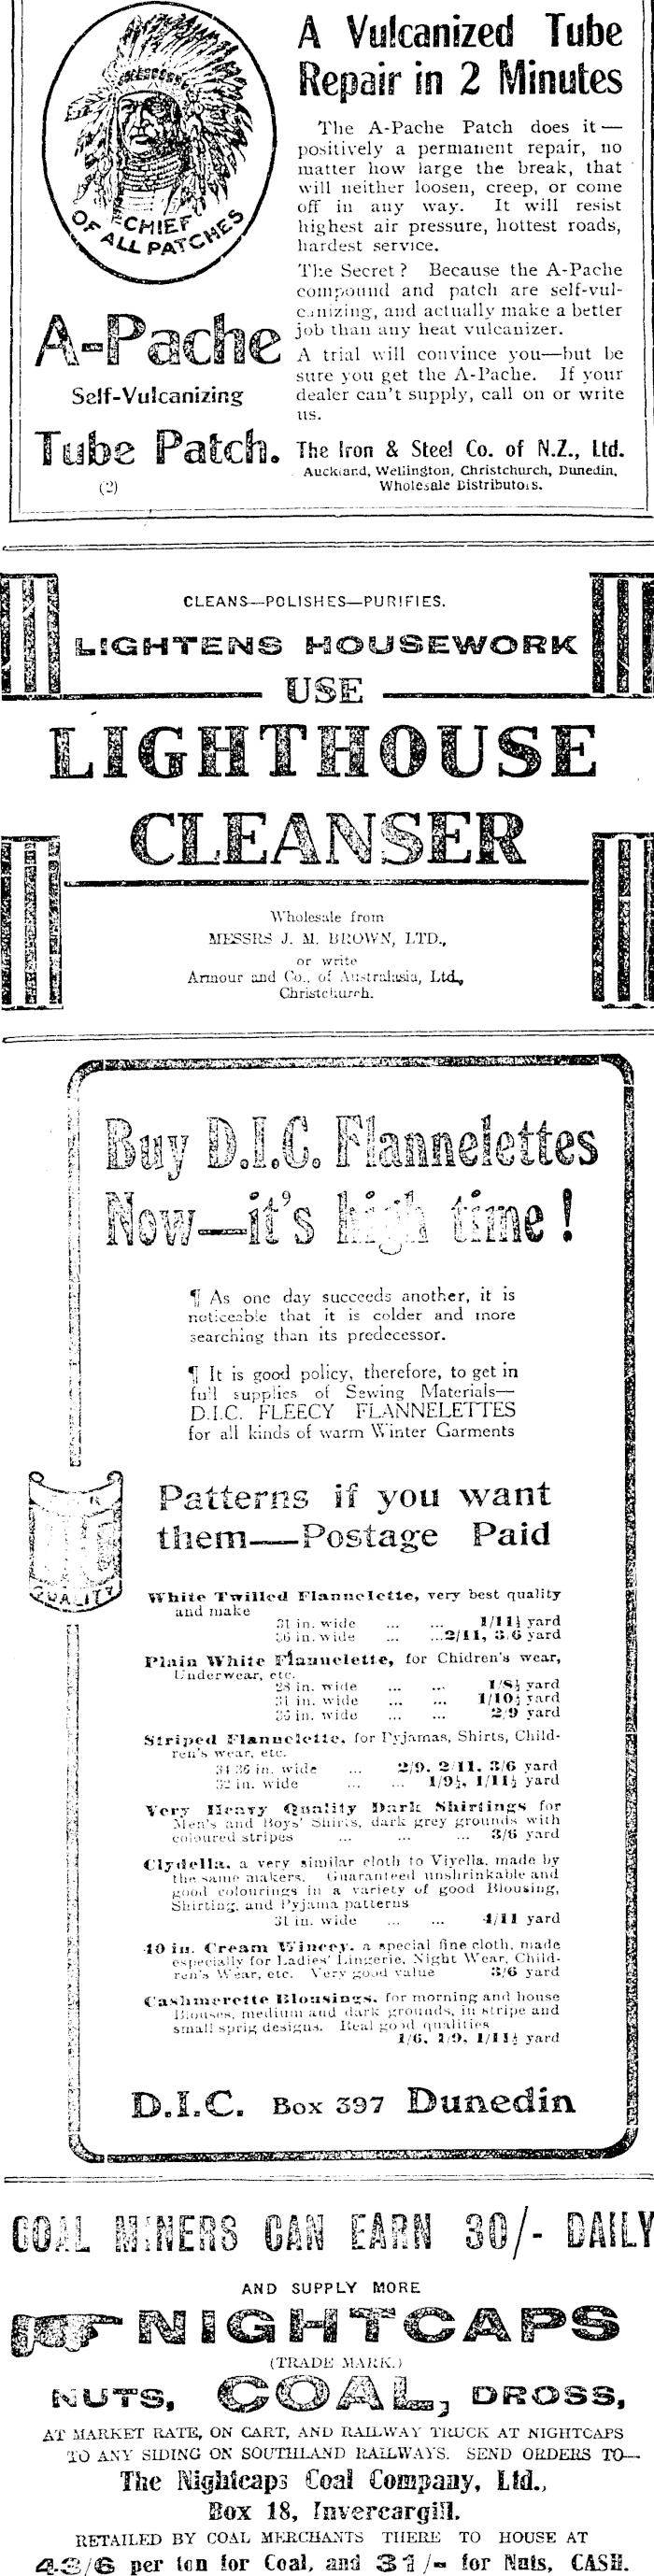 CHIEF
OF ALL PATCHES
A-Pache
Self-Vulcanizing
Tube Patch.
(2)
A Vulcanized Tube
Repair in 2 Minutes
The A-Pache Patch does it—
positively a permanent repair, no
matter how large the break, that
will neither loosen, creep, or come
off in any way. It will resist
highest air pressure, hottest roads,
hardest service.
The Secret? Because the A-Pache
compound and patch are self-vul-
canizing, and actually make a better
job than any heat vulcanizer.
A trial will convince you—but be
sure you get the A-Pache. If your
dealer can't supply, call on or write
us.
The Iron & Steel Co. of N.Z., Ltd.
Auckland, Wellington, Christchurch, Dunedin,
Wholesale Distributors.
CLEANS—POLISHES—PURIFIES.
LIGHTENS HOUSEWORK
USE
LIGHTHOUSE
CLEANSER
Wholesale from
MESSRS J. M. BROWN, LTD.,
or write
Armour and Co., of Australasia, Ltd.,
Christchurch.
Buy D.I.C. Flannelettes
Now—it's high time!
¶ As one day succeeds another, it is
noticeable that it is colder and more
searching than its predecessor.
¶ It is good policy, therefore, to get in
full supplies of Sewing Materials—
D.I.C. FLEECY FLANNELETTES
for all kinds of warm Winter Garments
DIC
QUALITY
Patterns if you want
them—Postage Paid
White Twilled Flannelette, very best quality
and make
31 in. wide ... ... 1/11½ yard
36 in. wide ... ...2/11, 3/6 yard
Plain White Flannelette, for Chidren's wear,
Underwear, etc.
28 in. wide ... ... 1/8½ yard
31 in. wide ... ... 1/10½ yard
36 in. wide ... ... 2/9 yard
Striped Flannelette, for Pyjamas, Shirts, Child-
ren's wear, etc.
34 36 in. wide ... 2/9, 2/11, 3/6 yard
32 in. wide ... ... 1/9½, 1/11½ yard
Very Heavy Quality Dark Shirtings for
Men's and Boys' Shirts, dark grey grounds with
coloured stripes ... ... ... 3/6 yard
Clydella, a very similar cloth to Viyella, made by
the same makers. Guaranteed unshrinkable and
good colourings in a variety of good Blousing,
Shirting, and Pyjama patterns
31 in. wide ... ... 4/11 yard
40 in. Cream Wincey, a special fine cloth, made
especially for Ladies' Lingerie, Night Wear, Child-
ren's Wear, etc. Very good value 3/6 yard
Cashmerette Blousings, for morning and house
Blouses, medium and dark grounds, in stripe and
small sprig designs. Real good qualities
1/6, 1/9, 1/11½ yard
D.I.C. Box 397 Dunedin
COAL MINERS CAN EARN 30/- DAILY
AND SUPPLY MORE
NIGHTCAPS
(TRADE MARK.)
NUTS, COAL, DROSS,
AT MARKET RATE, ON CART, AND RAILWAY TRUCK AT NIGHTCAPS
TO ANY SIDING ON SOUTHLAND RAILWAYS. SEND ORDERS TO—
The Nightcaps Coal Company, Ltd.,
Box 18, Invercargill.
RETAILED BY COAL MERCHANTS THERE TO HOUSE AT
43/6 per ton for Coal, and 31/- for Nuts, CASH.